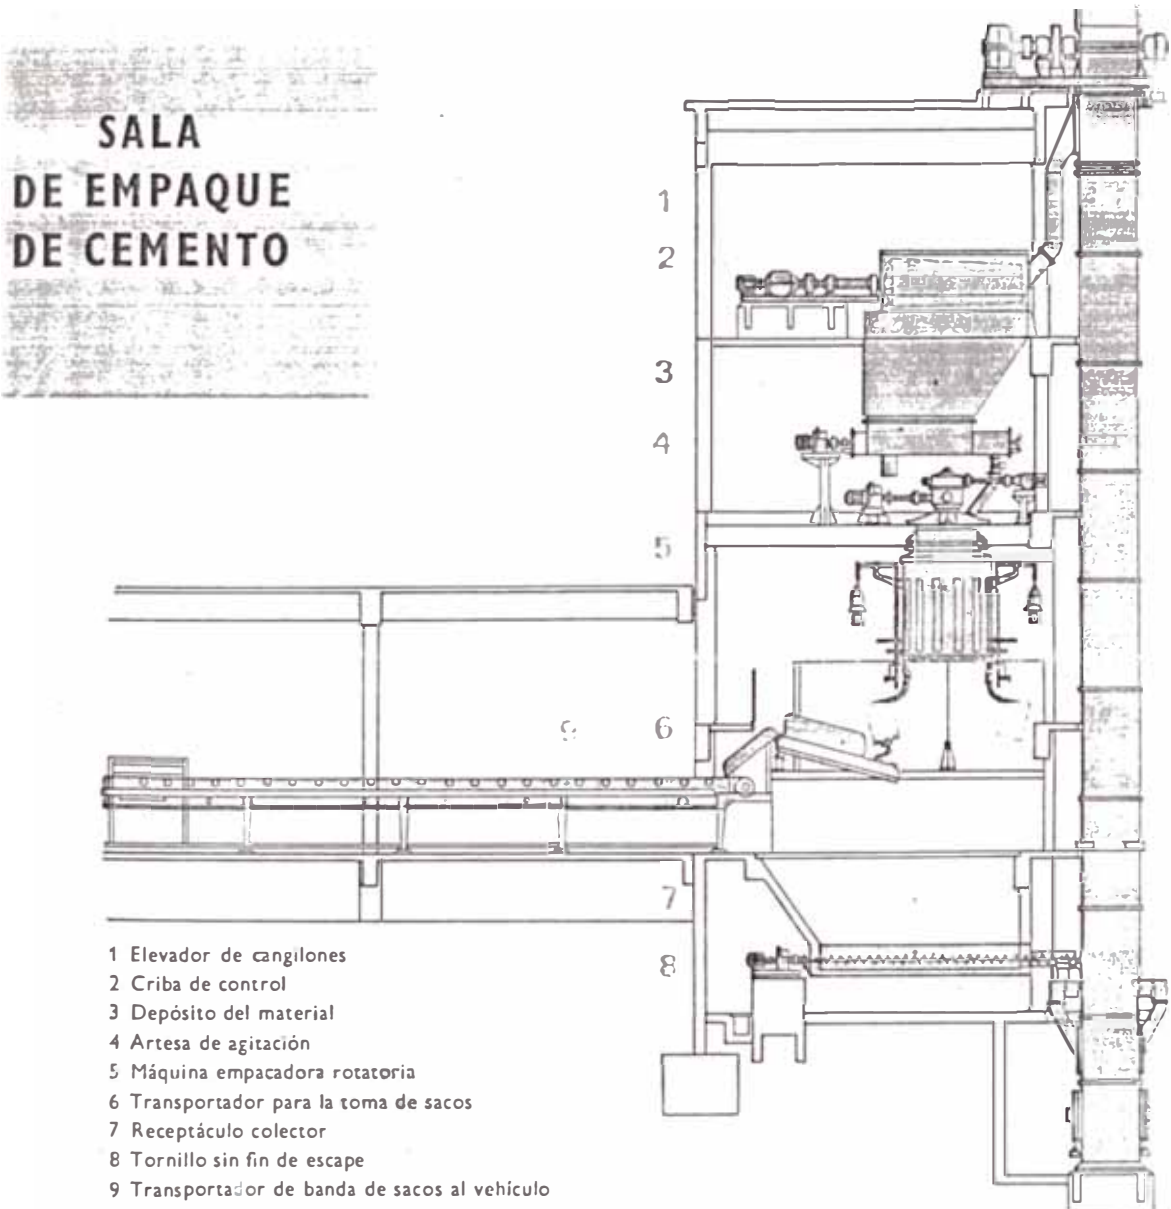 SALA
DE EMPAQUE
DE CEMENTO
1
2
3
4
5
9
6
7
8
1 Elevador de cangilones
2 Criba de control
3 Depósito del material
4 Artesa de agitación
5 Máquina empacadora rotatoria
6 Transportador para la toma de sacos
7 Receptáculo colector
8 Tornillo sin fin de escape
9 Transportador de banda de sacos al vehículo